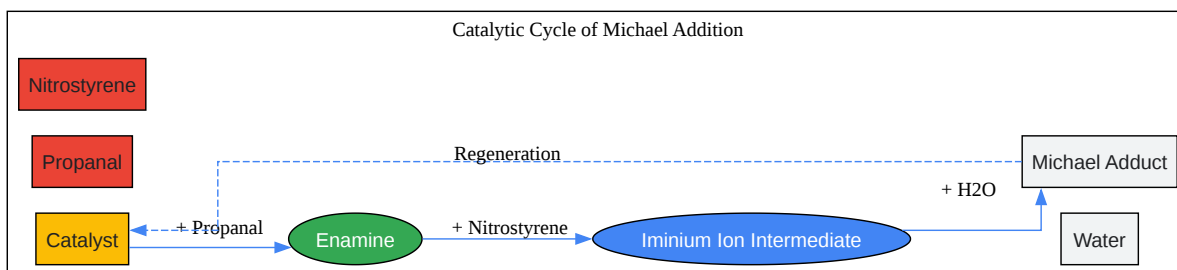 Catalytic Cycle of Michael Addition
Nitrostyrene
Propanal
Regeneration
Michael Adduct
+ H2O
Catalyst
+ Propanal
Enamine
+ Nitrostyrene
Iminium Ion Intermediate
Water